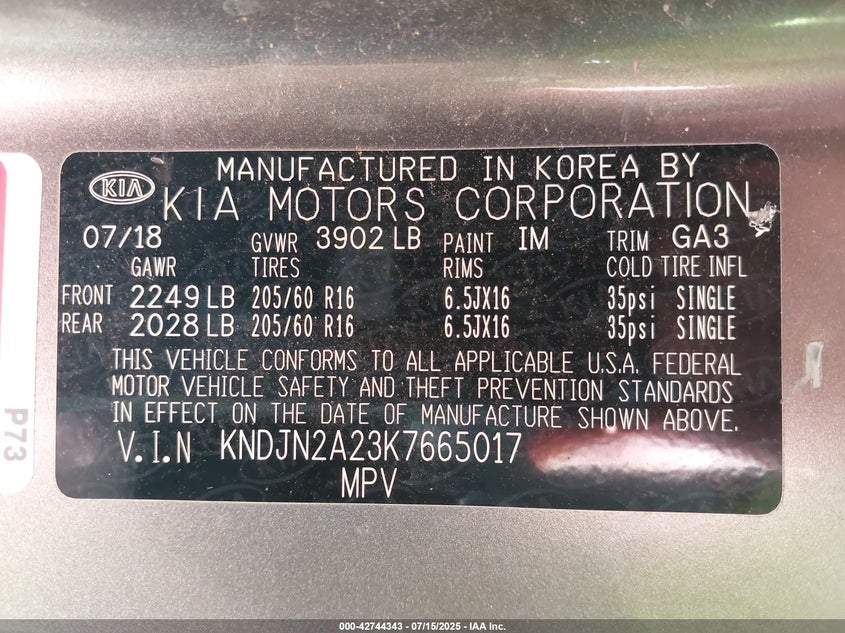 MANUFACTURED IN KOREA BY
KIA
KIA MOTORS CORPORATION
07/18 GVWR 3902 LB PAINT IM TRIM GA3
GAWR TIRES RIMS COLD TIRE INFL
FRONT 2249 LB 205/60 R16 6.5JX16 35psi SINGLE
REAR 2028 LB 205/60 R16 6.5JX16 35psi SINGLE
THIS VEHICLE CONFORMS TO ALL APPLICABLE U.S.A. FEDERAL
MOTOR VEHICLE SAFETY AND THEFT PREVENTION STANDARDS
IN EFFECT ON THE DATE OF MANUFACTURE SHOWN ABOVE.
V.I.N KNDJN2A23K7665017
MPV
P73
000-42744343 - 07/15/2025 - IAA Inc.